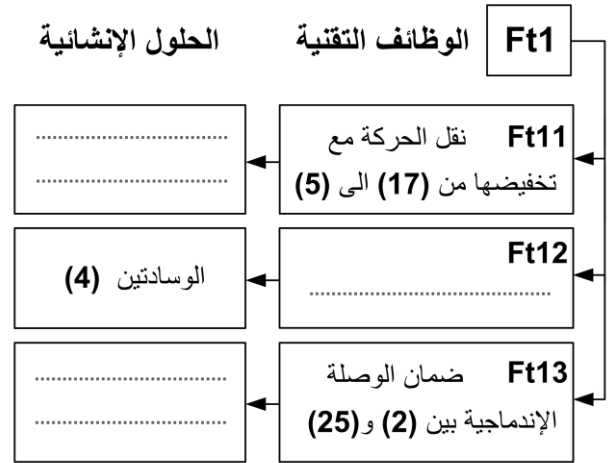 Ft1 الوظائف التقنية الحلول الإنشائية
Ft11 نقل الحركة مع
تخفيضها من (17) الى (5)
Ft12
الوسادتين (4)
Ft13 ضمان الوصلة
الإندماجية بين (2) و(25)